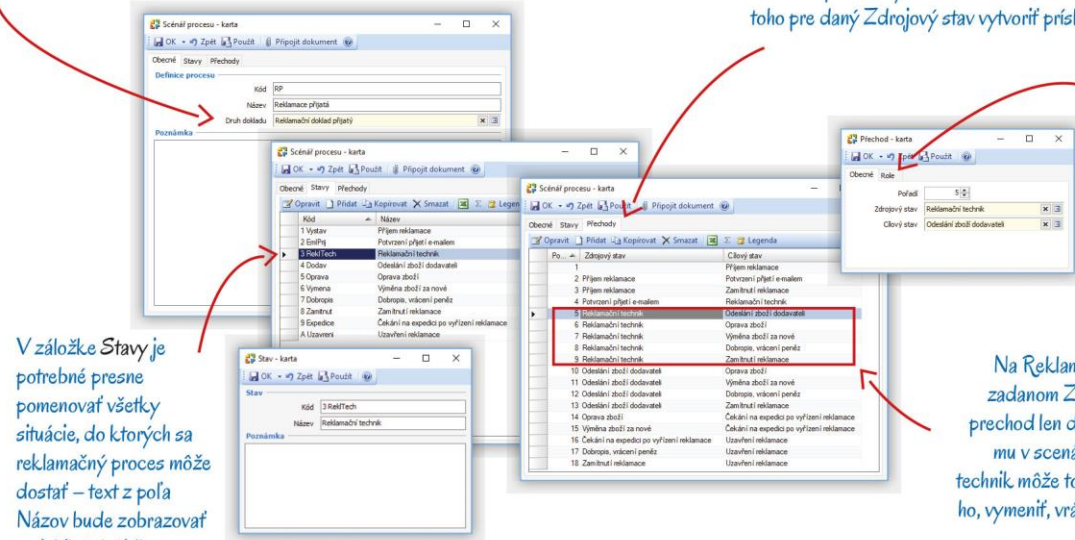 toho pre daný Zdrojový stav vytvoriť
Scénář procesu - karta
OK Zpět Použít Připojit dokument
Obecné Stavy Přechody
Definice procesu
Kód RP
Název Reklamace přijatá
Druh dokladu Reklamační doklad přijatý
Poznámka
Scénář procesu - karta
OK Zpět Použít Připojit dokument
Obecné Stavy Přechody
Opravit Přidat Kopírovat Smazat Σ
Kód Název
1 Vystav Příjem reklamace
2 EmlPrij Potvrzení přijetí e-mailem
3 ReklTech Reklamační technik
4 Dodav Odeslání zboží dodavateli
5 Oprava Oprava zboží
6 Vymena Výměna zboží za nové
7 Dobropis Dobropis, vrácení peněz
8 Zamitnut Zamítnutí reklamace
9 Expedice Čekání na expedici po vyřízení reklamace
A Uzavreni Uzavření reklamace
Scénář procesu - karta
OK Zpět Použít Připojit dokument
Obecné Stavy Přechody
Opravit Přidat Kopírovat Smazat Σ Legenda
Po... Zdrojový stav Cílový stav
1 Příjem reklamace
2 Příjem reklamace Potvrzení přijetí e-mailem
3 Příjem reklamace Zamítnutí reklamace
4 Potvrzení přijetí e-mailem Reklamační technik
5 Reklamační technik Odeslání zboží dodavateli
6 Reklamační technik Oprava zboží
7 Reklamační technik Výměna zboží za nové
8 Reklamační technik Dobropis, vrácení peněz
9 Reklamační technik Zamítnutí reklamace
10 Odeslání zboží dodavateli Oprava zboží
11 Odeslání zboží dodavateli Výměna zboží za nové
12 Odeslání zboží dodavateli Dobropis, vrácení peněz
13 Odeslání zboží dodavateli Zamítnutí reklamace
14 Oprava zboží Čekání na expedici po vyřízení reklamace
15 Výměna zboží za nové Čekání na expedici po vyřízení reklamace
16 Čekání na expedici po vyřízení reklamace Uzavření reklamace
17 Dobropis, vrácení peněz Uzavření reklamace
18 Zamítnutí reklamace Uzavření reklamace
Přechod - karta
OK Zpět Použít
Obecné Role
Pořadí 5
Zdrojový stav Reklamační technik
Cílový stav Odeslání zboží dodavateli
Stav - karta
OK Zpět Použít
Stav
Kód 3 ReklTech
Název Reklamační technik
Poznámka
V záložke Stavy je
potrebné presne
pomenovať všetky
situácie, do ktorých sa
reklamačný proces môže
dostať – text z poľa
Názov bude zobrazovať
Na
zadanom
prechod len
mu v
technik môže
ho, vymeniť,